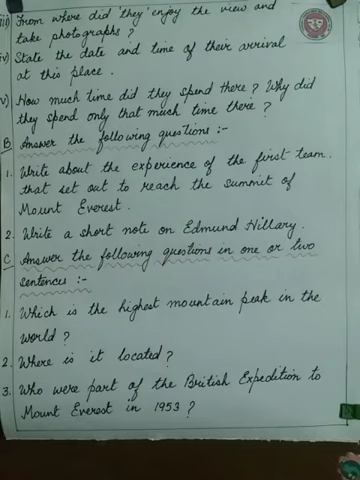 iii) From where did 'they' enjoy the view and
take photographs ?
iv) State the date and time of their arrival
at this place.
v) How much time did they spend there ? Why did
they spend only that much time there ?
B Answer the following questions :-
1. Write about the experience of the first team
that set out to reach the summit of
Mount Everest.
2. Write a short note on Edmund Hillary.
C Answer the following questions in one or two
sentences :-
1. Which is the highest mountain peak in the
world ?
2. Where is it located ?
3. Who were part of the British Expedition to
Mount Everest in 1953 ?